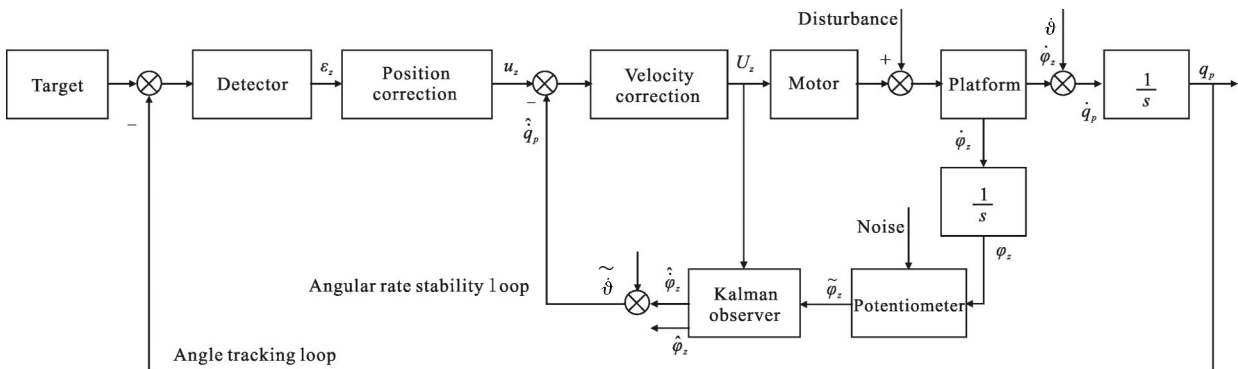 Disturbance
Target
Detector
ε_z
Position
correction
u_z
Velocity
correction
U_z
Motor
+
Platform
ϑ̇
φ̇_z
q̇_p
1/s
q_p
−
−
q̂̇_p
φ̇_z
1/s
φ_z
Noise
Potentiometer
φ̃_z
Kalman
observer
φ̂̇_z
φ̂_z
ϑ̃̇
Angular rate stability loop
Angle tracking loop